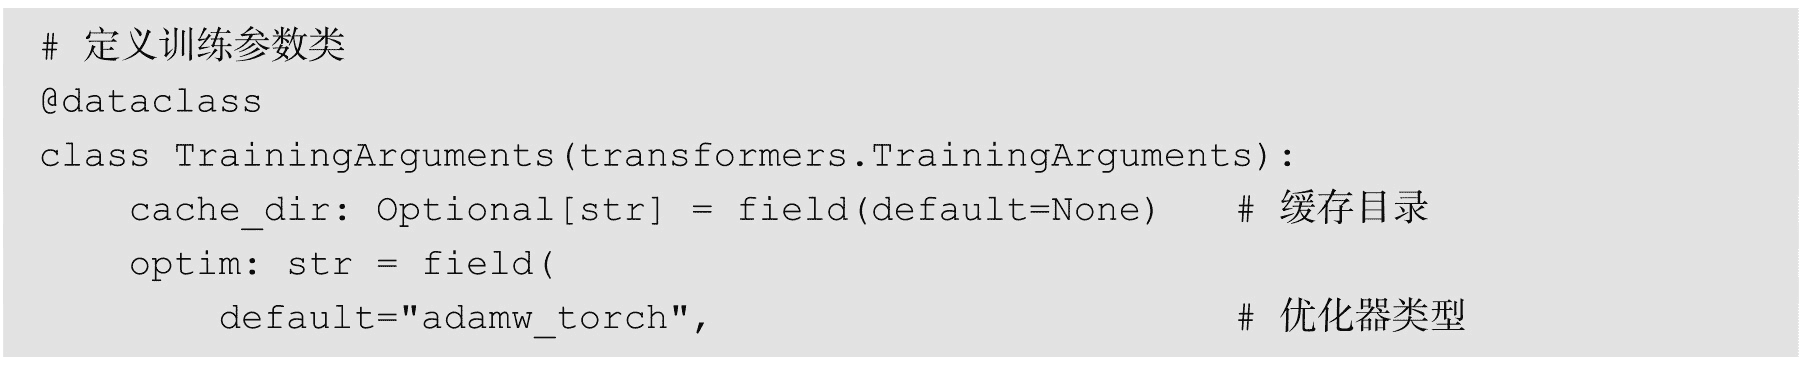 # 定义训练参数类
@dataclass
class TrainingArguments(transformers.TrainingArguments):
    cache_dir: Optional[str] = field(default=None)    # 缓存目录
    optim: str = field(
        default="adamw_torch",                        # 优化器类型